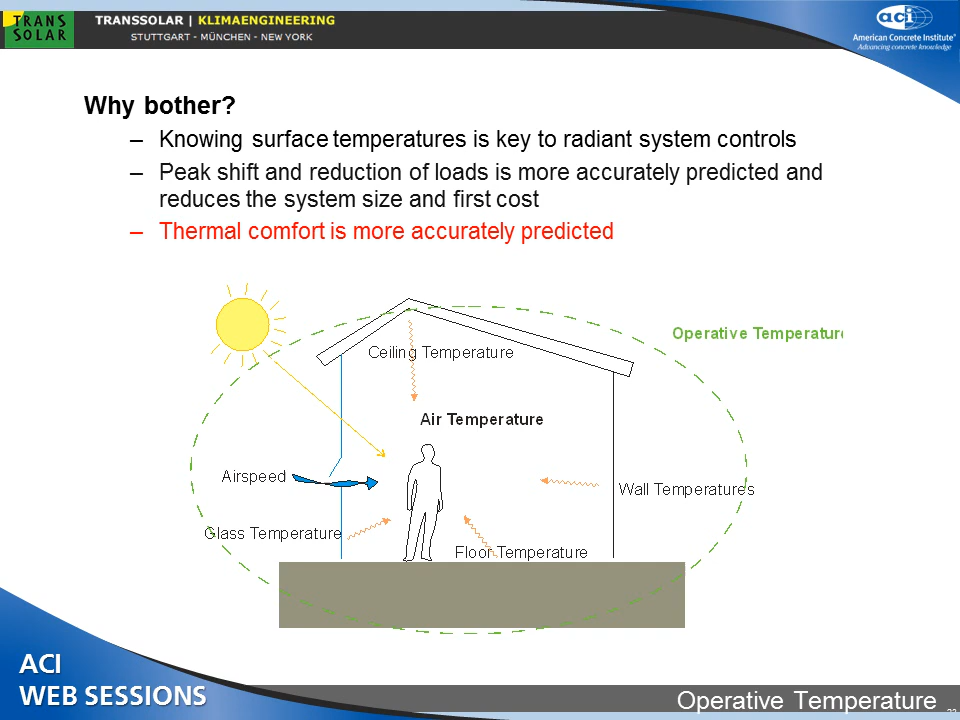 TRANS
SOLAR
TRANSSOLAR | KLIMAENGINEERING
STUTTGART - MÜNCHEN - NEW YORK
aci
American Concrete Institute®
Advancing concrete knowledge
Why bother?
– Knowing surface temperatures is key to radiant system controls
– Peak shift and reduction of loads is more accurately predicted and
reduces the system size and first cost
– Thermal comfort is more accurately predicted
Operative Temperature
Ceiling Temperature
Air Temperature
Airspeed
Wall Temperatures
Glass Temperature
Floor Temperature
ACI
WEB SESSIONS
Operative Temperature